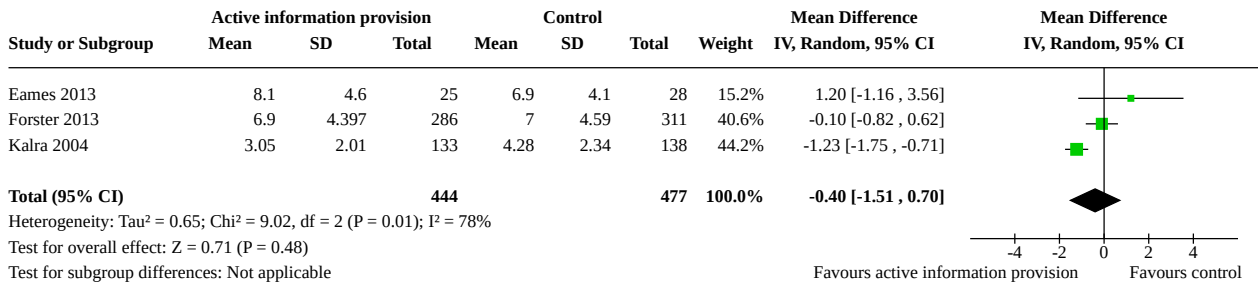 Active information provision Control Mean Difference Mean Difference
Study or Subgroup Mean SD Total Mean SD Total Weight IV, Random, 95% CI IV, Random, 95% CI
Eames 2013 8.1 4.6 25 6.9 4.1 28 15.2% 1.20 [-1.16 , 3.56]
Forster 2013 6.9 4.397 286 7 4.59 311 40.6% -0.10 [-0.82 , 0.62]
Kalra 2004 3.05 2.01 133 4.28 2.34 138 44.2% -1.23 [-1.75 , -0.71]
Total (95% CI) 444 477 100.0% -0.40 [-1.51 , 0.70]
Heterogeneity: Tau² = 0.65; Chi² = 9.02, df = 2 (P = 0.01); I² = 78%
Test for overall effect: Z = 0.71 (P = 0.48) -4 -2 0 2 4
Test for subgroup differences: Not applicable Favours active information provision Favours control